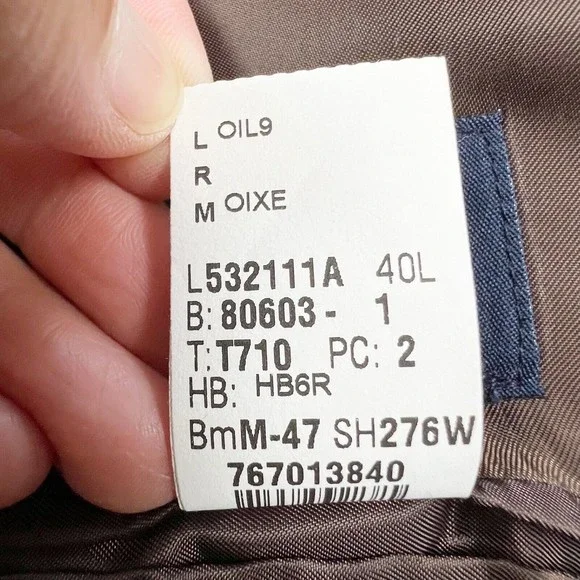 L OIL9
R
M OIXE
L532111A 40L
B: 80603- 1
T: T710 PC: 2
HB: HB6R
BmM-47 SH276W
767013840